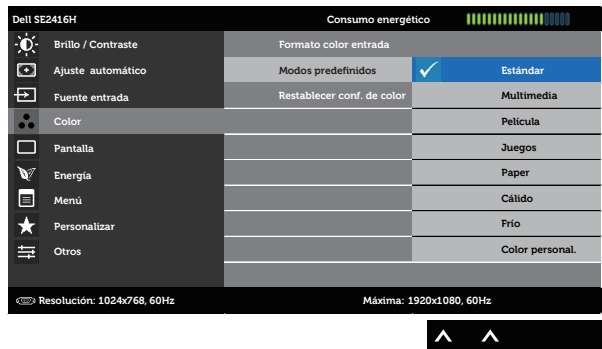 Dell SE2416H Consumo energético
Brillo / Contraste Formato color entrada
Ajuste automático Modos predefinidos Estándar
Fuente entrada Restablecer conf. de color Multimedia
Color Película
Pantalla Juegos
Energía Paper
Menú Cálido
Personalizar Frío
Otros Color personal.
Resolución: 1024x768, 60Hz Máxima: 1920x1080, 60Hz